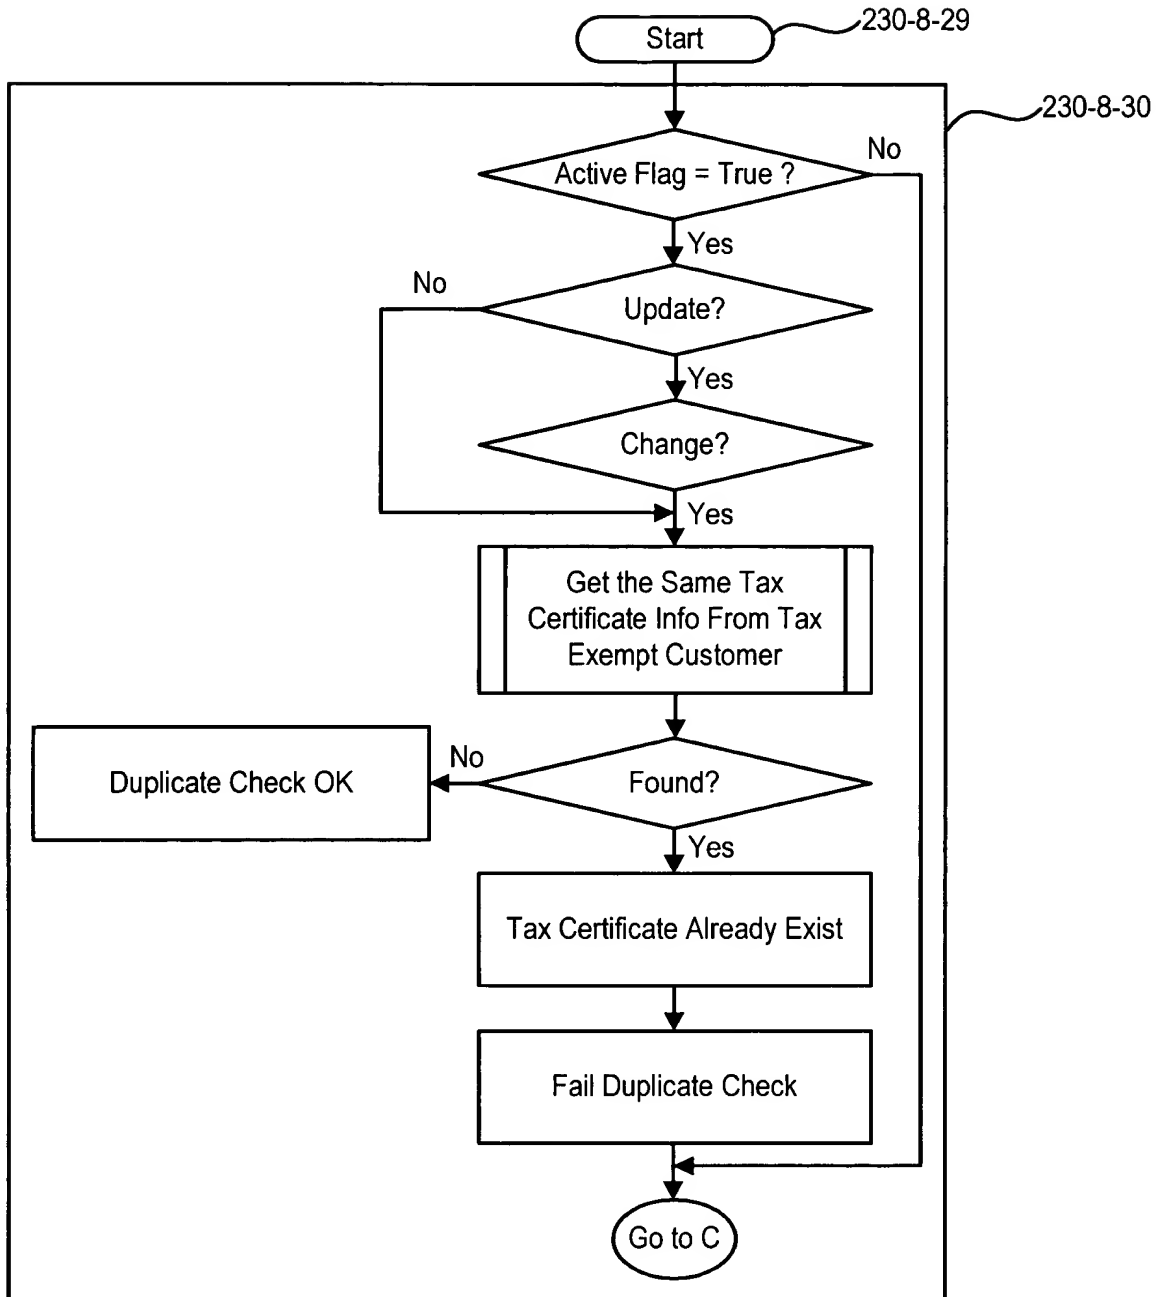 Start
230-8-29
230-8-30
Active Flag = True ?
No
Yes
No
Update?
Yes
Change?
Yes
Get the Same Tax
Certificate Info From Tax
Exempt Customer
Duplicate Check OK
No
Found?
Yes
Tax Certificate Already Exist
Fail Duplicate Check
Go to C